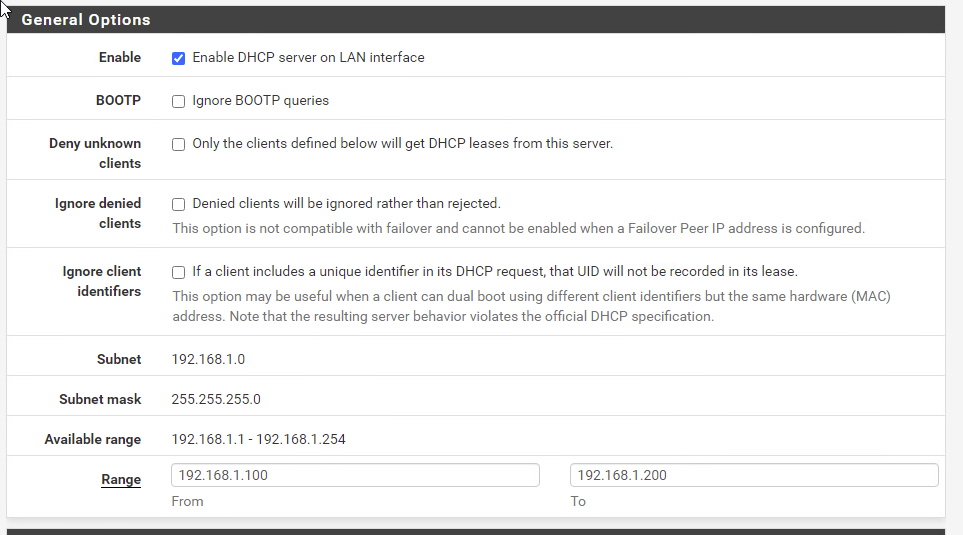 General Options
Enable
Enable DHCP server on LAN interface
BOOTP
Ignore BOOTP queries
Deny unknown
clients
Only the clients defined below will get DHCP leases from this server.
Ignore denied
clients
Denied clients will be ignored rather than rejected.
This option is not compatible with failover and cannot be enabled when a Failover Peer IP address is configured.
Ignore client
identifiers
If a client includes a unique identifier in its DHCP request, that UID will not be recorded in its lease.
This option may be useful when a client can dual boot using different client identifiers but the same hardware (MAC)
address. Note that the resulting server behavior violates the official DHCP specification.
Subnet
192.168.1.0
Subnet mask
255.255.255.0
Available range
192.168.1.1 - 192.168.1.254
Range
192.168.1.100
192.168.1.200
From
To